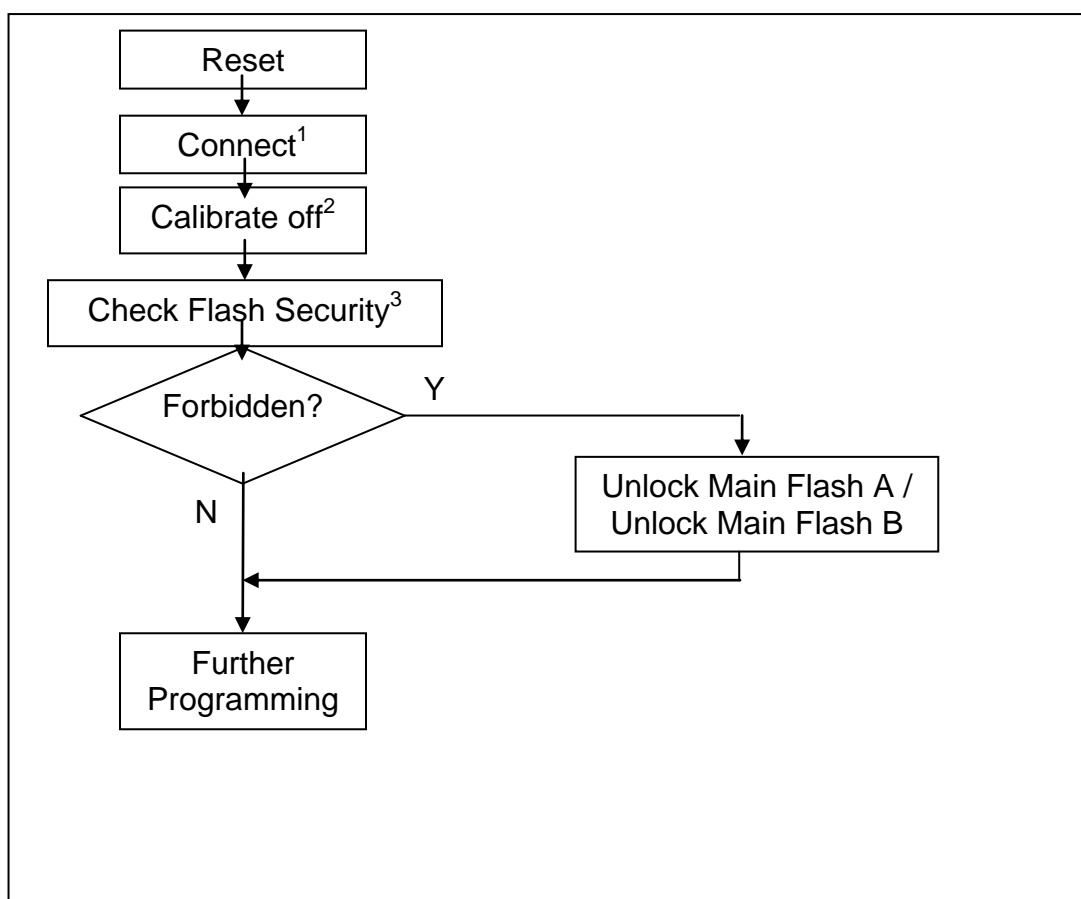 Reset
Connect¹
Calibrate off²
Check Flash Security³
Forbidden?
Y
Unlock Main Flash A /
Unlock Main Flash B
N
Further
Programming